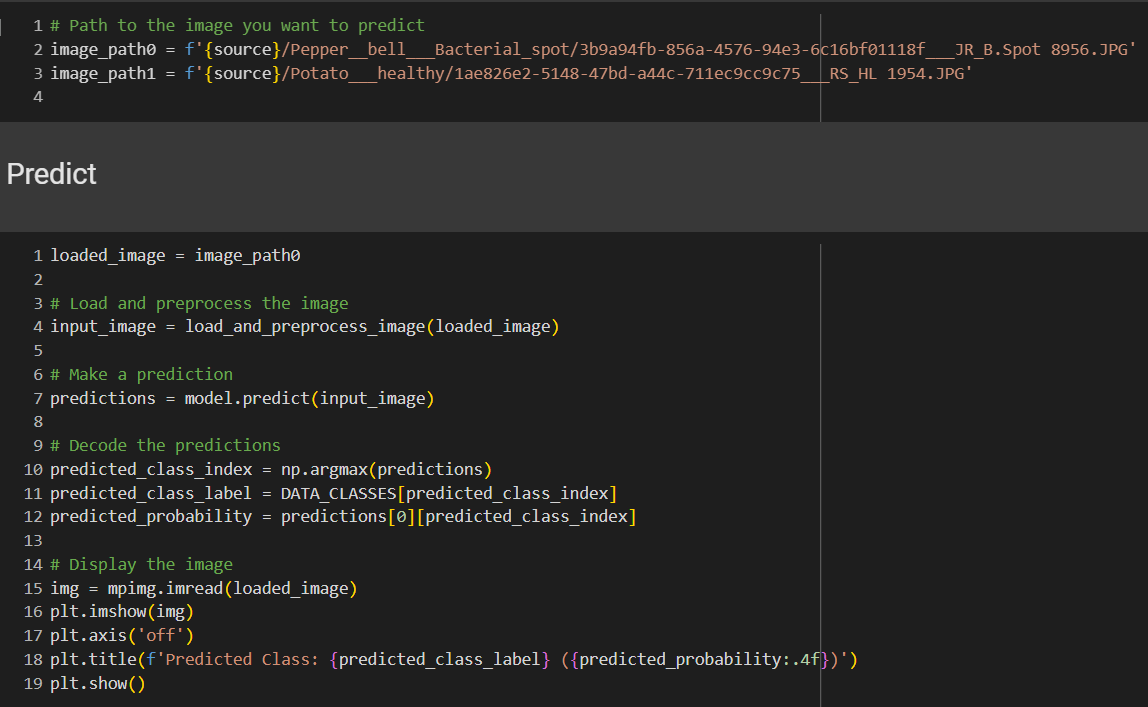 1 # Path to the image you want to predict
2 image_path0 = f'{source}/Pepper__bell___Bacterial_spot/3b9a94fb-856a-4576-94e3-6c16bf01118f___JR_B.Spot 8956.JPG'
3 image_path1 = f'{source}/Potato___healthy/1ae826e2-5148-47bd-a44c-711ec9cc9c75___RS_HL 1954.JPG'
4
Predict
1 loaded_image = image_path0
2
3 # Load and preprocess the image
4 input_image = load_and_preprocess_image(loaded_image)
5
6 # Make a prediction
7 predictions = model.predict(input_image)
8
9 # Decode the predictions
10 predicted_class_index = np.argmax(predictions)
11 predicted_class_label = DATA_CLASSES[predicted_class_index]
12 predicted_probability = predictions[0][predicted_class_index]
13
14 # Display the image
15 img = mpimg.imread(loaded_image)
16 plt.imshow(img)
17 plt.axis('off')
18 plt.title(f'Predicted Class: {predicted_class_label} ({predicted_probability:.4f})')
19 plt.show()